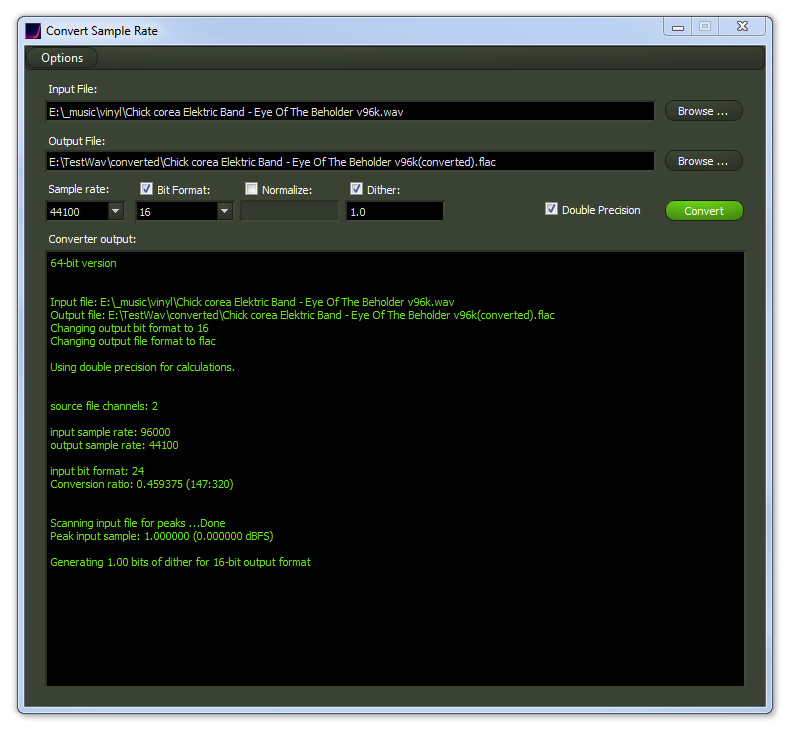 Convert Sample Rate
Options
Input File:
E:\_music\vinyl\Chick corea Elektric Band - Eye Of The Beholder v96k.wav
Browse ...
Output File:
E:\TestWav\converted\Chick corea Elektric Band - Eye Of The Beholder v96k(converted).flac
Browse ...
Sample rate: Bit Format: Normalize: Dither:
44100 16 1.0 Double Precision Convert
Converter output:
64-bit version
Input file: E:\_music\vinyl\Chick corea Elektric Band - Eye Of The Beholder v96k.wav
Output file: E:\TestWav\converted\Chick corea Elektric Band - Eye Of The Beholder v96k(converted).flac
Changing output bit format to 16
Changing output file format to flac
Using double precision for calculations.
source file channels: 2
input sample rate: 96000
output sample rate: 44100
input bit format: 24
Conversion ratio: 0.459375 (147:320)
Scanning input file for peaks ...Done
Peak input sample: 1.000000 (0.000000 dBFS)
Generating 1.00 bits of dither for 16-bit output format